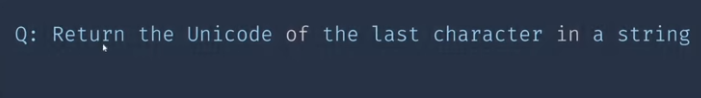 Q: Return the Unicode of the last character in a string